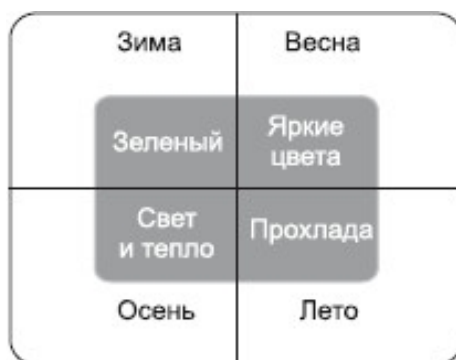 Зима
Весна
Зеленый
Яркие
цвета
Свет
и тепло
Прохлада
Осень
Лето